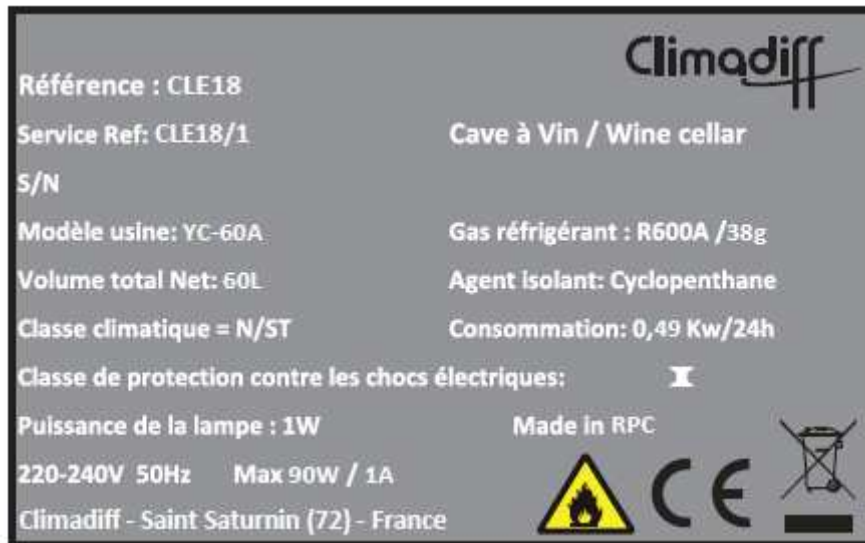 Climadiff
Référence : CLE18
Service Ref: CLE18/1 Cave à Vin / Wine cellar
S/N
Modèle usine: YC-60A Gas réfrigérant : R600A /38g
Volume total Net: 60L Agent isolant: Cyclopenthane
Classe climatique = N/ST Consommation: 0,49 Kw/24h
Classe de protection contre les chocs électriques: I
Puissance de la lampe : 1W Made in RPC
220-240V 50Hz Max 90W / 1A
Climadiff - Saint Saturnin (72) - France
CE